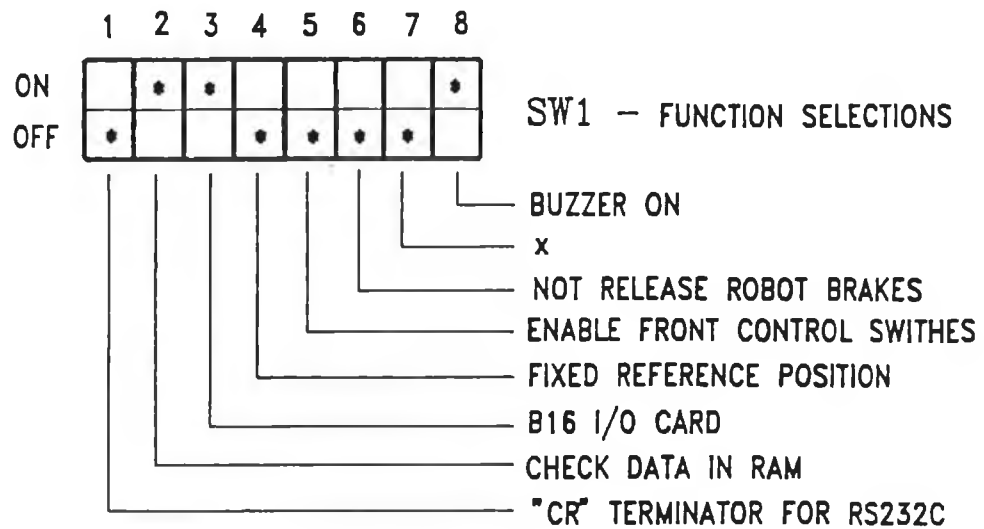 1 2 3 4 5 6 7 8
ON
OFF
SW1 – FUNCTION SELECTIONS
BUZZER ON
X
NOT RELEASE ROBOT BRAKES
ENABLE FRONT CONTROL SWITHES
FIXED REFERENCE POSITION
B16 I/O CARD
CHECK DATA IN RAM
"CR" TERMINATOR FOR RS232C